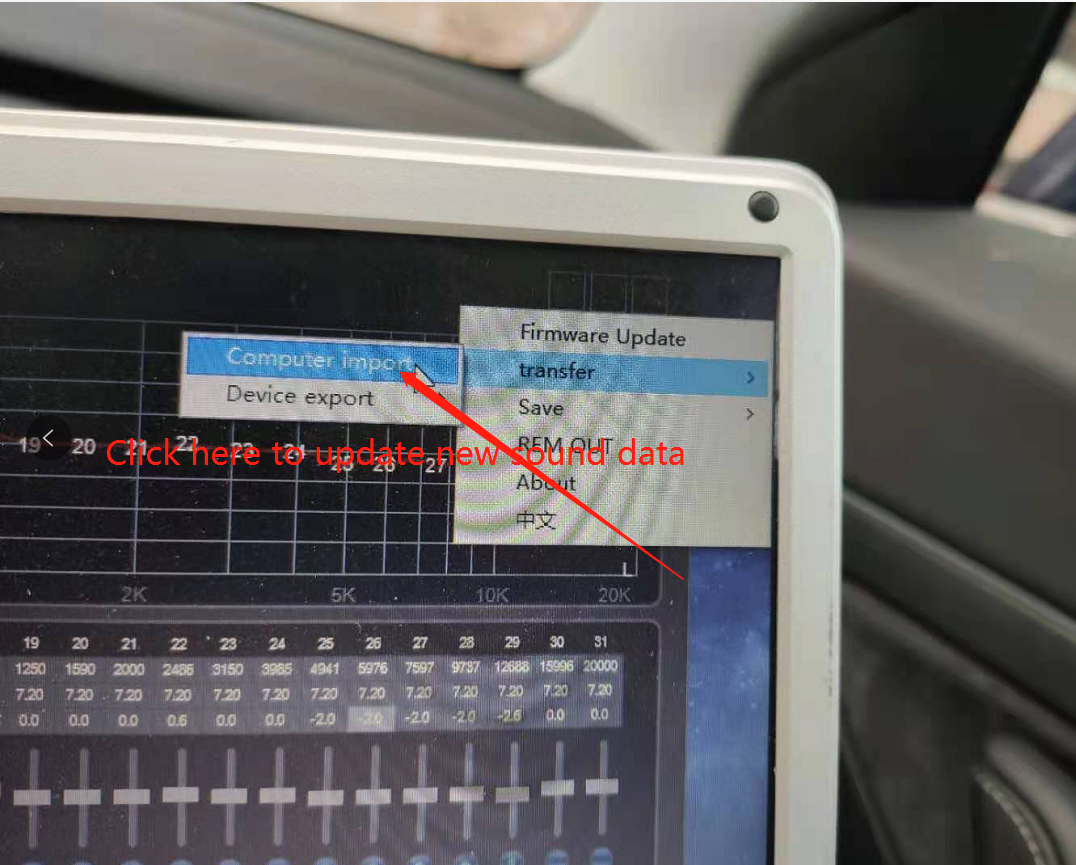 Firmware Update
Computer import
transfer
Device export
Save
REM OUT
19 20 21 22 23 24 25 26 27
Click here to update new sound data
About
中文
2K 5K 10K 20K
19 20 21 22 23 24 25 26 27 28 29 30 31
1250 1590 2000 2486 3150 3985 4941 5976 7597 9737 12688 15996 20000
7.20 7.20 7.20 7.20 7.20 7.20 7.20 7.20 7.20 7.20 7.20 7.20 7.20
0.0 0.0 0.0 0.6 0.0 0.0 -2.0 -2.0 -2.0 -2.0 -2.6 0.0 0.0